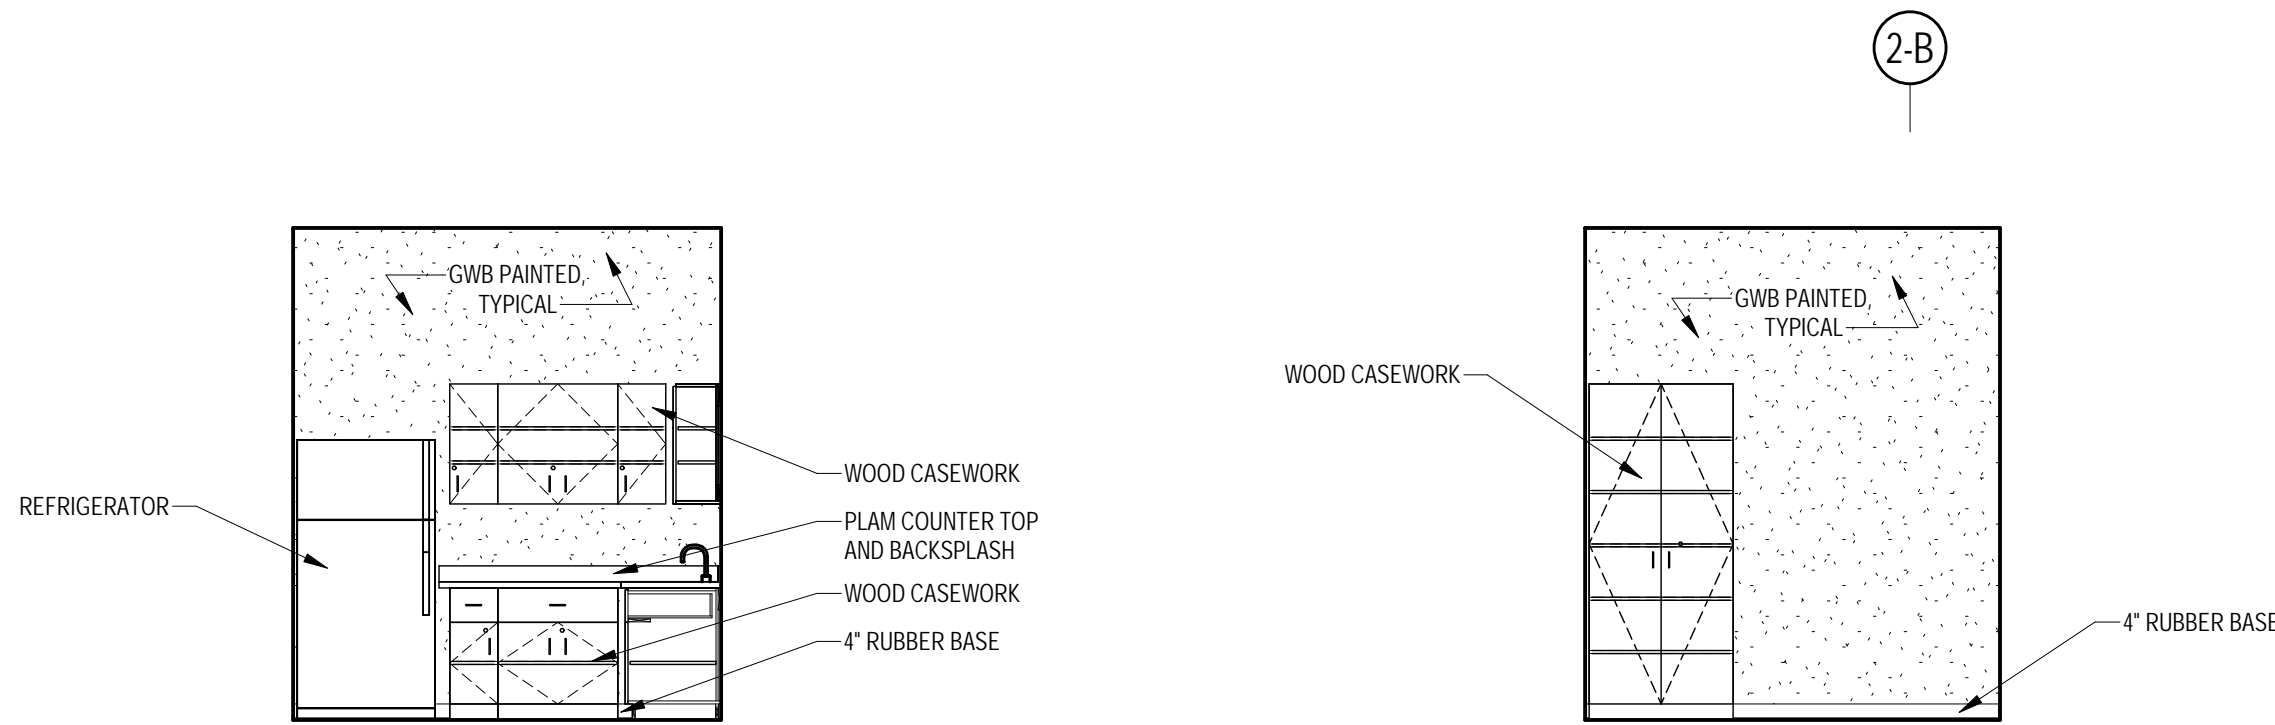 2-B
GWB PAINTED,
TYPICAL
REFRIGERATOR
WOOD CASEWORK
PLAM COUNTER TOP
AND BACKSPLASH
WOOD CASEWORK
4" RUBBER BASE
GWB PAINTED,
TYPICAL
WOOD CASEWORK
4" RUBBER BASE